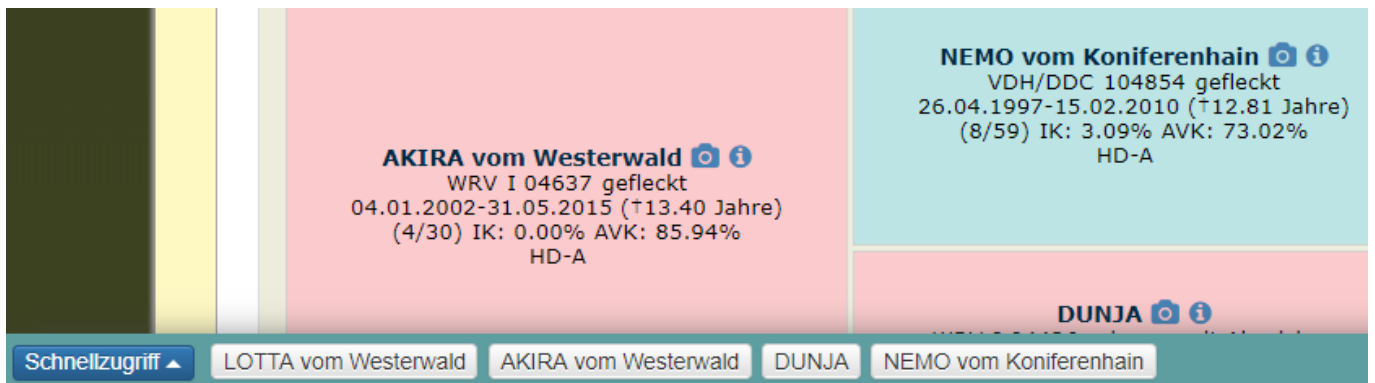 NEMO vom Koniferenhain
VDH/DDC 104854 gefleckt
26.04.1997-15.02.2010 (†12.81 Jahre)
(8/59) IK: 3.09% AVK: 73.02%
HD-A
AKIRA vom Westerwald
WRV I 04637 gefleckt
04.01.2002-31.05.2015 (†13.40 Jahre)
(4/30) IK: 0.00% AVK: 85.94%
HD-A
DUNJA
Schnellzugriff
LOTTA vom Westerwald
AKIRA vom Westerwald
DUNJA
NEMO vom Koniferenhain